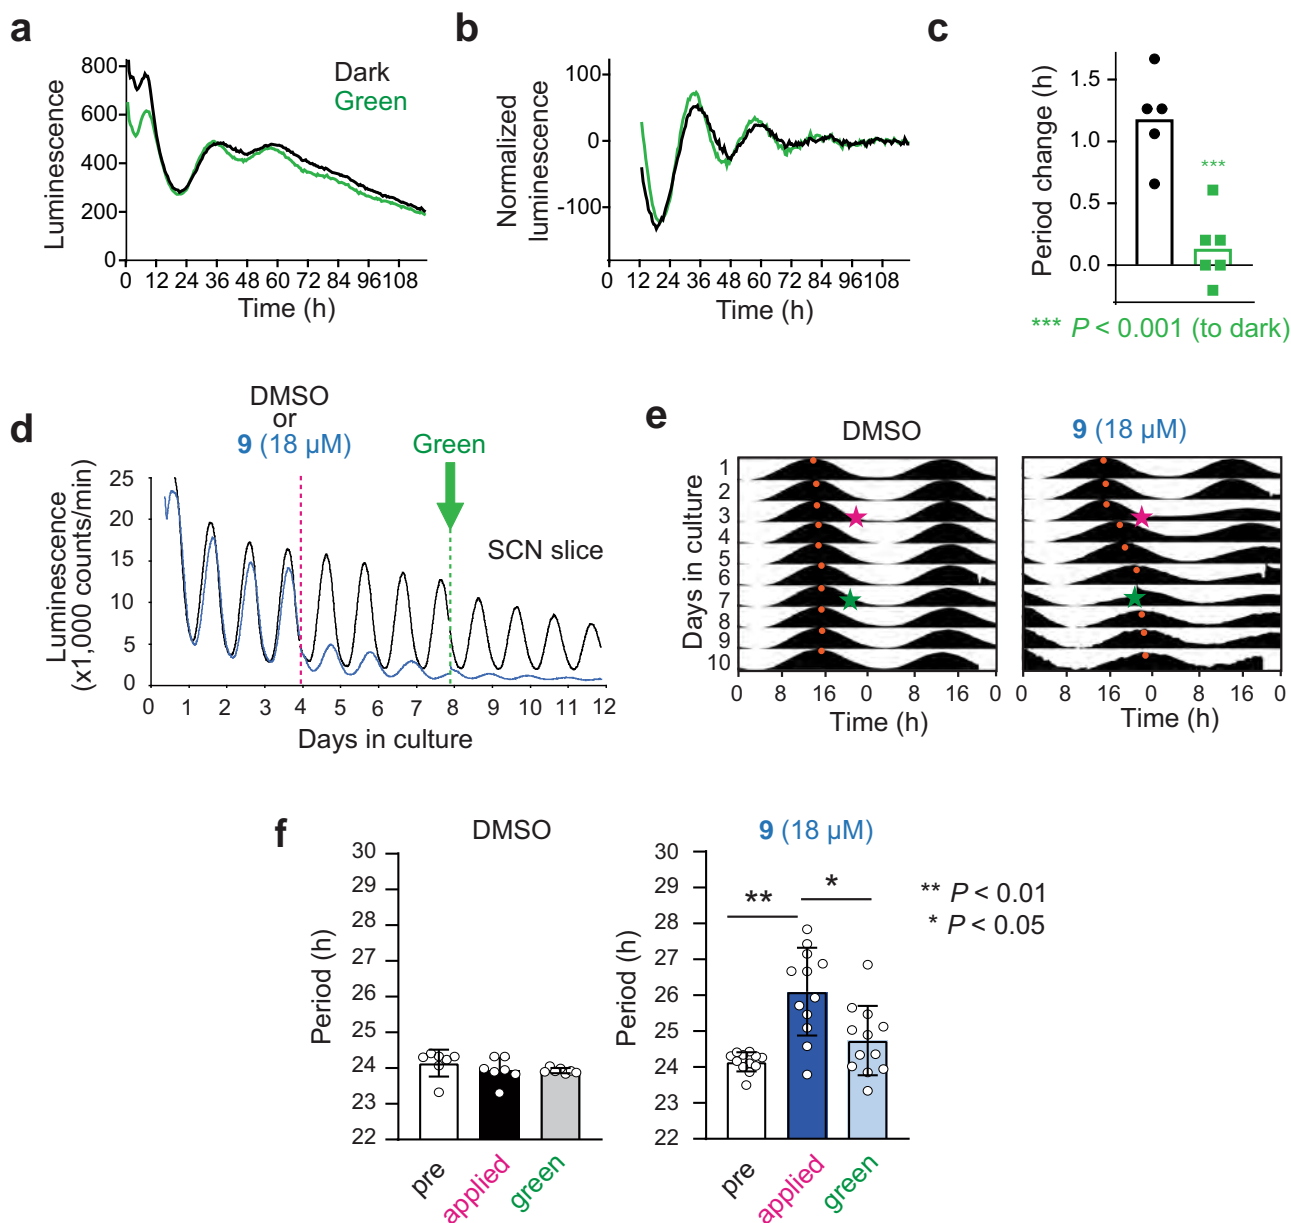 a
800
600
400
200
0
Luminescence
Dark
Green
0 12 24 36 48 60 72 84 96108
Time (h)
b
100
0
-100
Normalized
luminescence
0 12 24 36 48 60 72 84 96108
Time (h)
c
1.5
1.0
0.5
0.0
Period change (h)
***
*** P < 0.001 (to dark)
d
DMSO
or
9 (18 µM)
Green
SCN slice
25
20
15
10
5
0
Luminescence
(x1,000 counts/min)
0 1 2 3 4 5 6 7 8 9 10 11 12
Days in culture
e
DMSO
9 (18 µM)
Days in culture
1
2
3
4
5
6
7
8
9
10
0 8 16 0 8 16 0
Time (h)
0 8 16 0 8 16 0
Time (h)
f
DMSO
30
29
28
27
26
25
24
23
22
Period (h)
pre
applied
green
9 (18 µM)
30
29
28
27
26
25
24
23
22
Period (h)
**
*
pre
applied
green
** P < 0.01
* P < 0.05